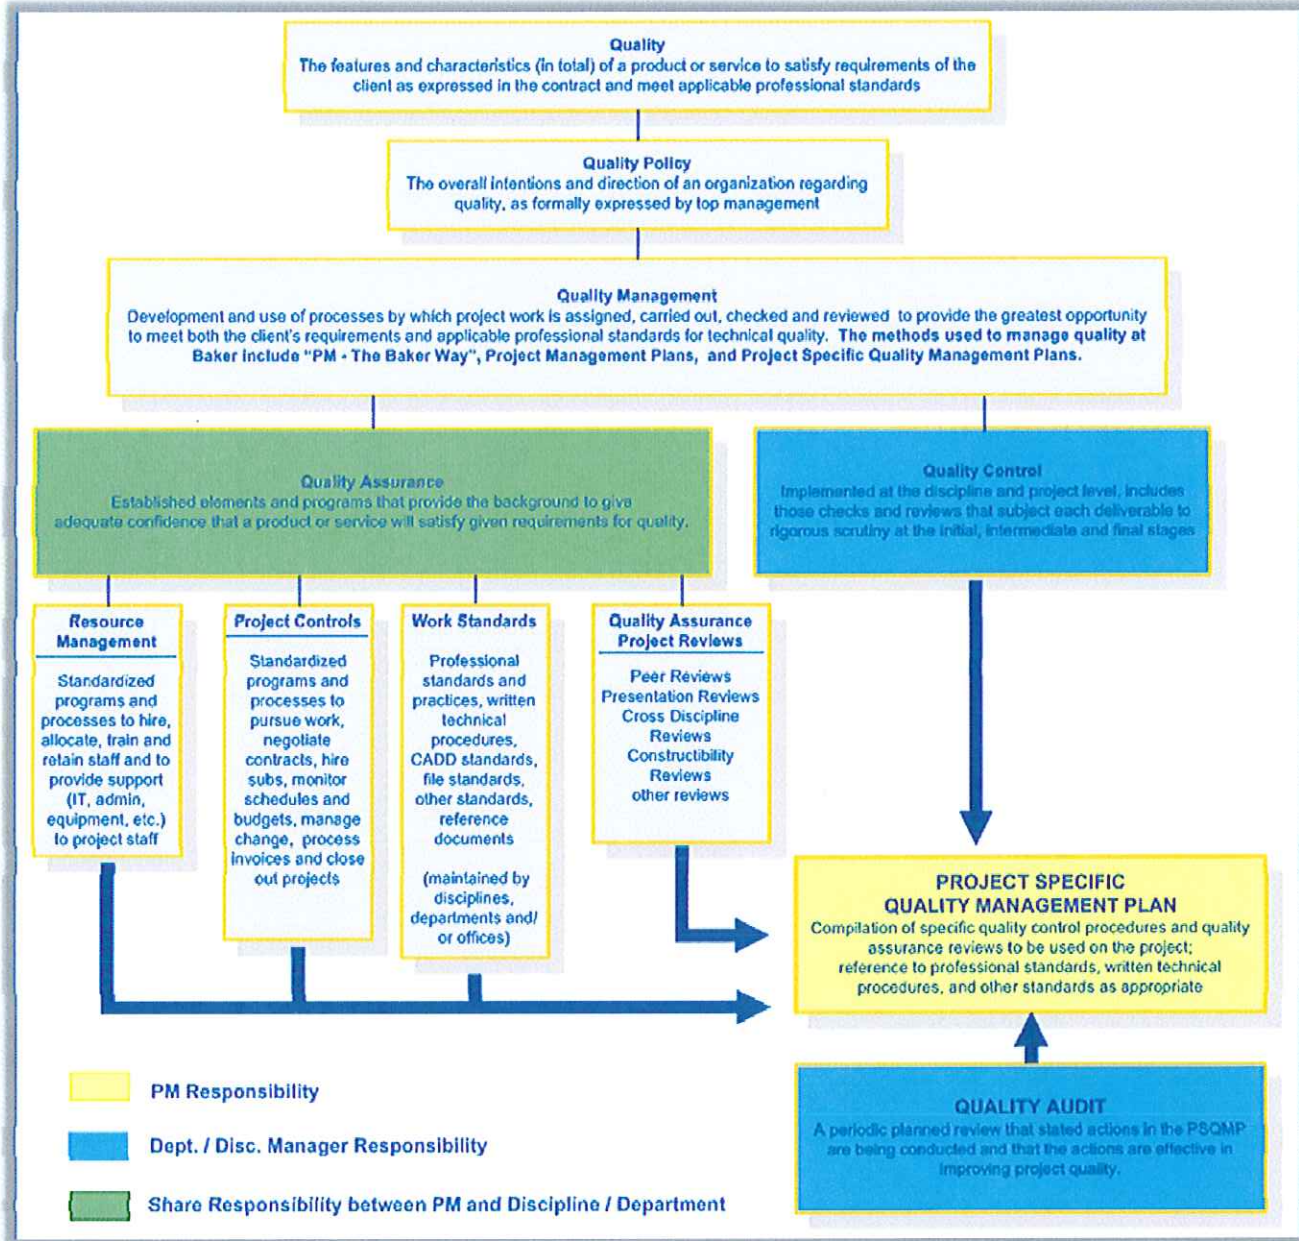 Quality
The features and characteristics (in total) of a product or service to satisfy requirements of the
client as expressed in the contract and meet applicable professional standards
Quality Policy
The overall intentions and direction of an organization regarding
quality, as formally expressed by top management
Quality Management
Development and use of processes by which project work is assigned, carried out, checked and reviewed to provide the greatest opportunity
to meet both the client's requirements and applicable professional standards for technical quality. The methods used to manage quality at
Baker include "PM - The Baker Way", Project Management Plans, and Project Specific Quality Management Plans.
Quality Assurance
Established elements and programs that provide the background to give
adequate confidence that a product or service will satisfy given requirements for quality.
Quality Control
Implemented at the discipline and project level, includes
those checks and reviews that subject each deliverable to
rigorous scrutiny at the initial, intermediate and final stages
Resource
Management
Standardized
programs and
processes to hire,
allocate, train and
retain staff and to
provide support
(IT, admin,
equipment, etc.)
to project staff
Project Controls
Standardized
programs and
processes to
pursue work,
negotiate
contracts, hire
subs, monitor
schedules and
budgets, manage
change, process
invoices and close
out projects
Work Standards
Professional
standards and
practices, written
technical
procedures,
CADD standards,
file standards,
other standards,
reference
documents
(maintained by
disciplines,
departments and/
or offices)
Quality Assurance
Project Reviews
Peer Reviews
Presentation Reviews
Cross Discipline
Reviews
Constructibility
Reviews
other reviews
PROJECT SPECIFIC
QUALITY MANAGEMENT PLAN
Compilation of specific quality control procedures and quality
assurance reviews to be used on the project;
reference to professional standards, written technical
procedures, and other standards as appropriate
QUALITY AUDIT
A periodic planned review that stated actions in the PSQMP
are being conducted and that the actions are effective in
improving project quality.
PM Responsibility
Dept. / Disc. Manager Responsibility
Share Responsibility between PM and Discipline / Department